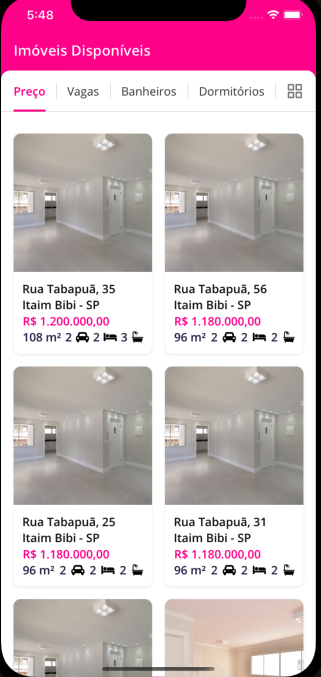 5:48
Imóveis Disponíveis
Preço
Vagas
Banheiros
Dormitórios
Rua Tabapuã, 35
Itaim Bibi - SP
R$ 1.200.000,00
108 m² 2 2 3
Rua Tabapuã, 56
Itaim Bibi - SP
R$ 1.180.000,00
96 m² 2 2 2
Rua Tabapuã, 25
Itaim Bibi - SP
R$ 1.180.000,00
96 m² 2 2 2
Rua Tabapuã, 31
Itaim Bibi - SP
R$ 1.180.000,00
96 m² 2 2 2